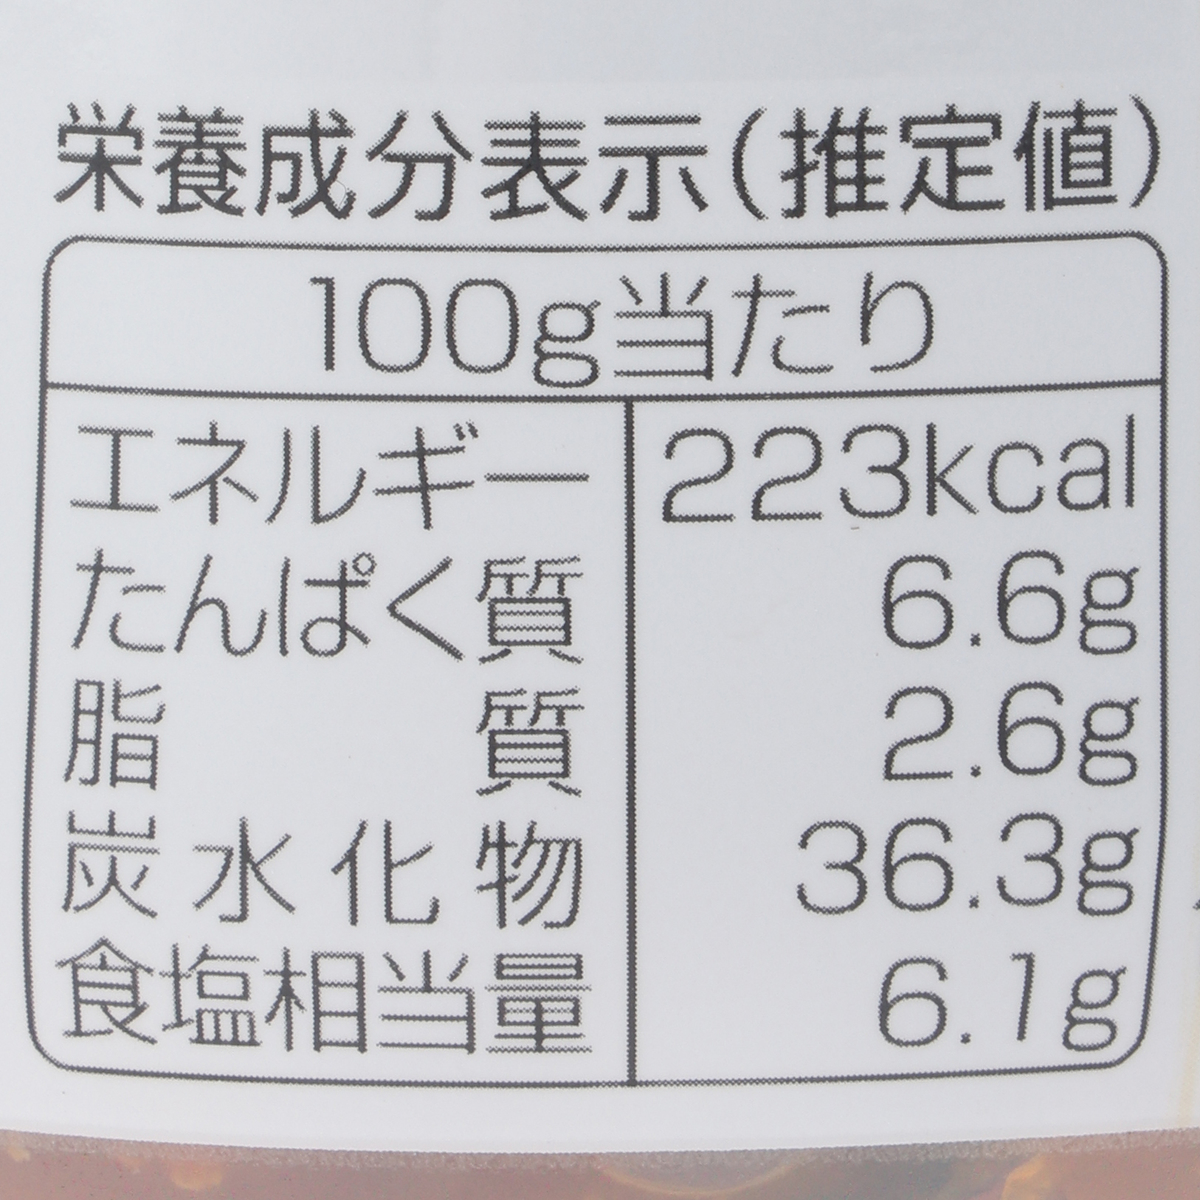 栄養成分表示(推定値)
100g当たり
エネルギー 223kcal
たんぱく質 6.6g
脂質 2.6g
炭水化物 36.3g
食塩相当量 6.1g